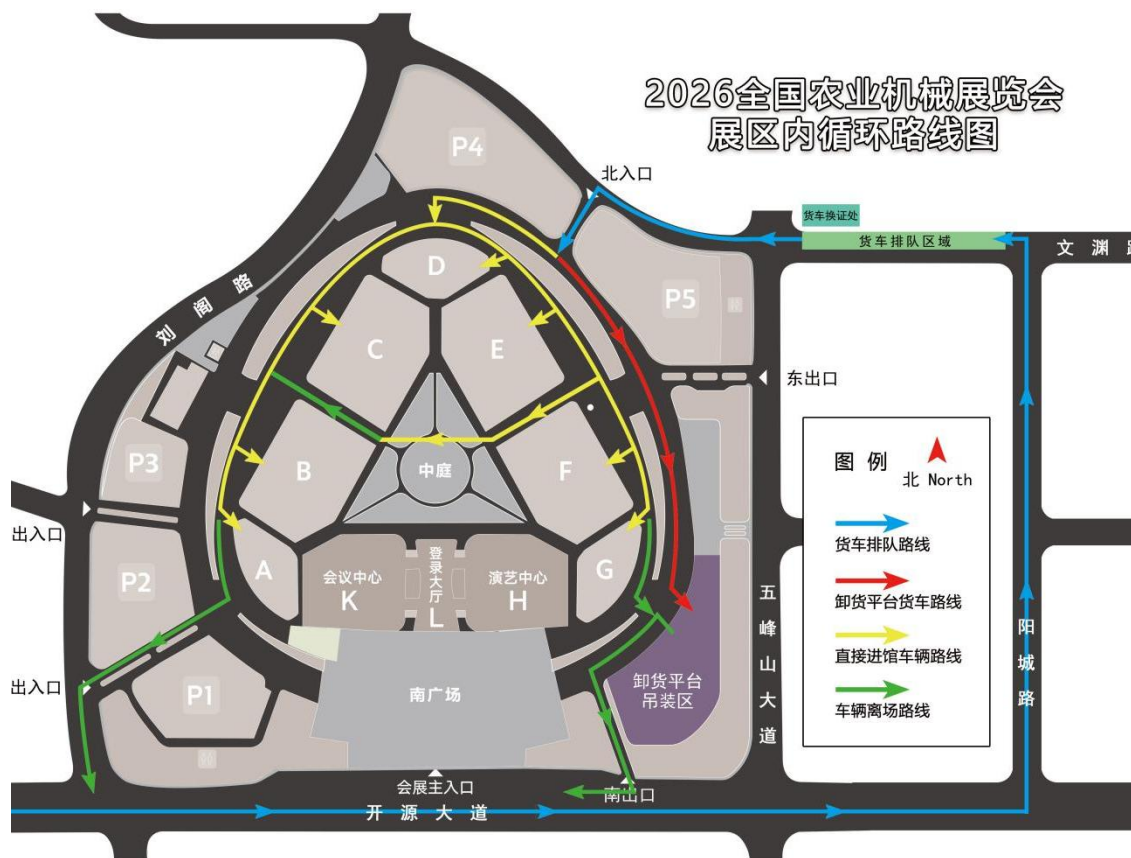 2026全国农业机械展览会
展区内循环路线图
P4
北入口
货车换证处
货车排队区域
文渊路
刘阁路
D
P5
C
E
东出口
P3
B
中庭
F
图 例
北 North
货车排队路线
卸货平台货车路线
直接进馆车辆路线
车辆离场路线
出入口
P2
A
会议中心
K
登录大厅
L
演艺中心
H
G
五峰山大道
阳城路
出入口
P1
南广场
卸货平台
吊装区
会展主入口
南出口
开源大道